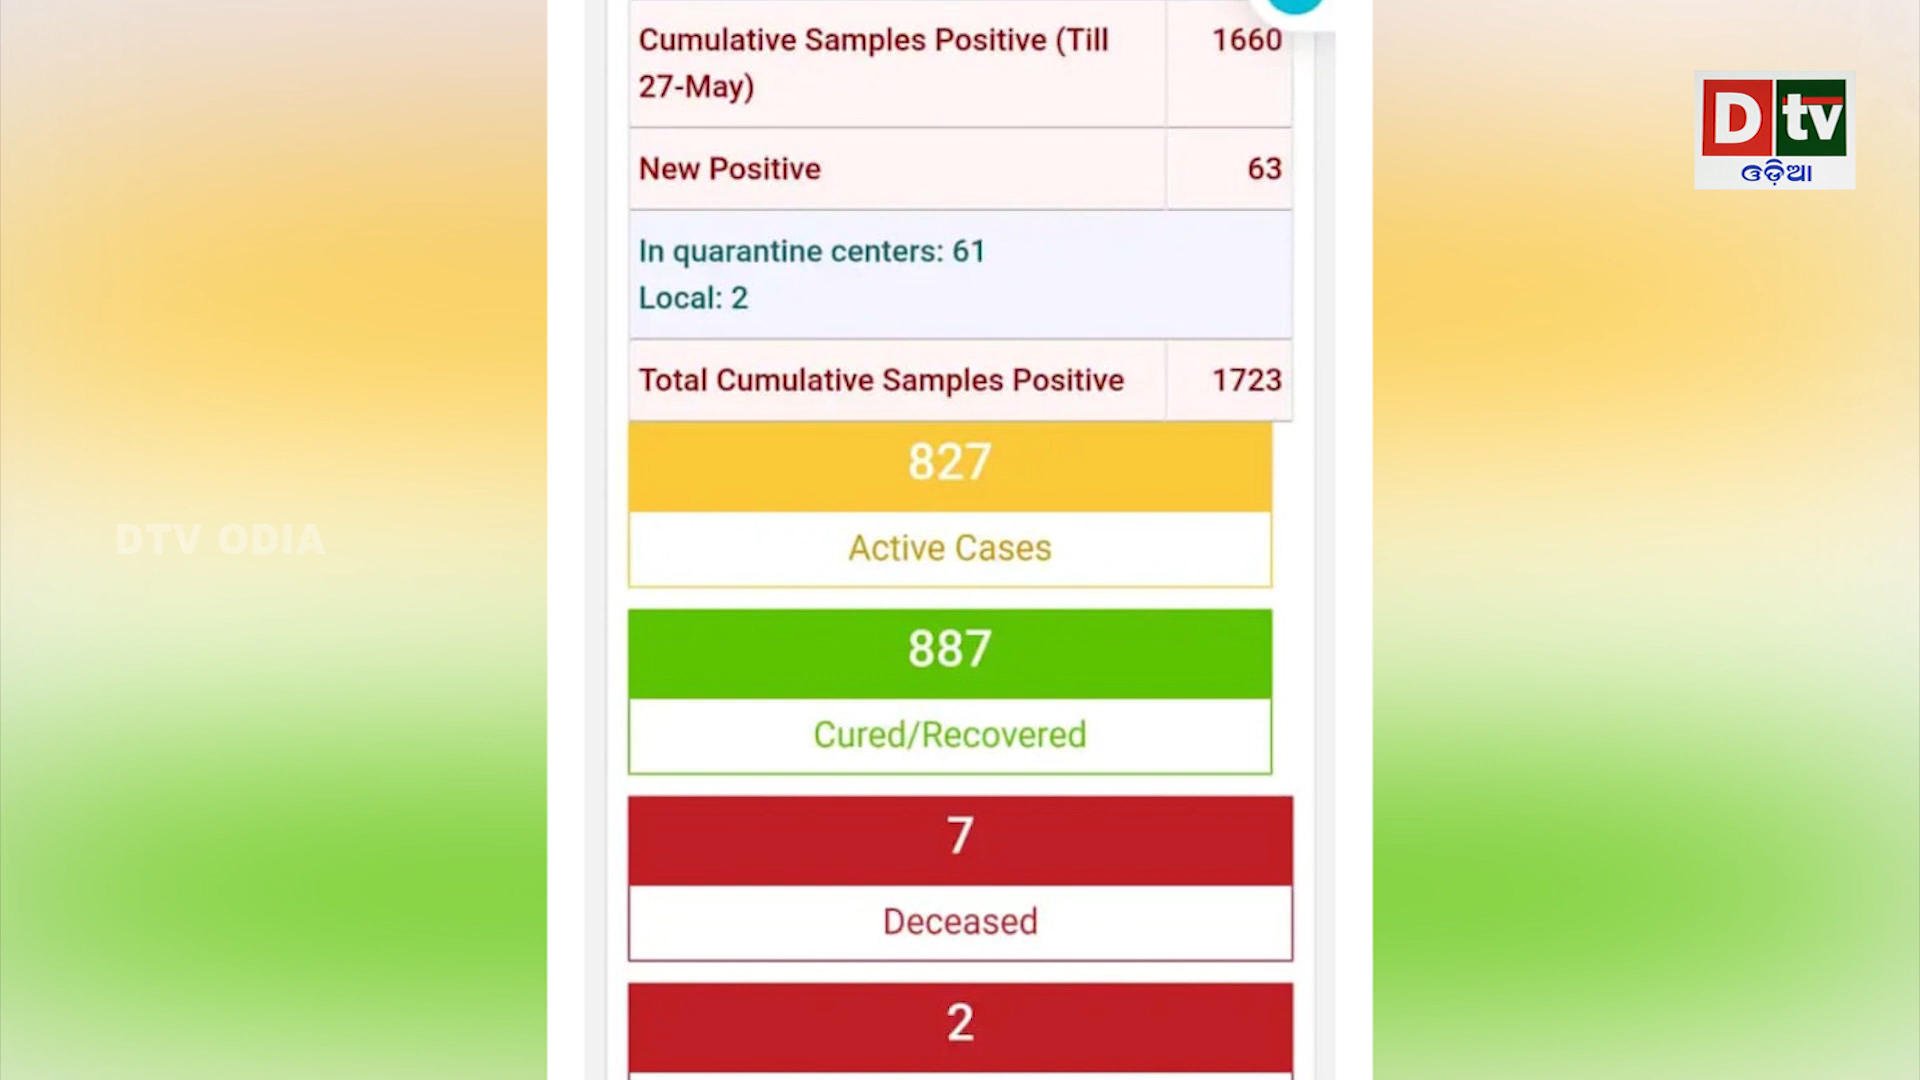 Cumulative Samples Positive (Till 1660
27-May)
New Positive 63
In quarantine centers: 61
Local: 2
Total Cumulative Samples Positive 1723
827
Active Cases
887
Cured/Recovered
7
Deceased
2
D tv
ଓଡ଼ିଆ
DTV ODIA